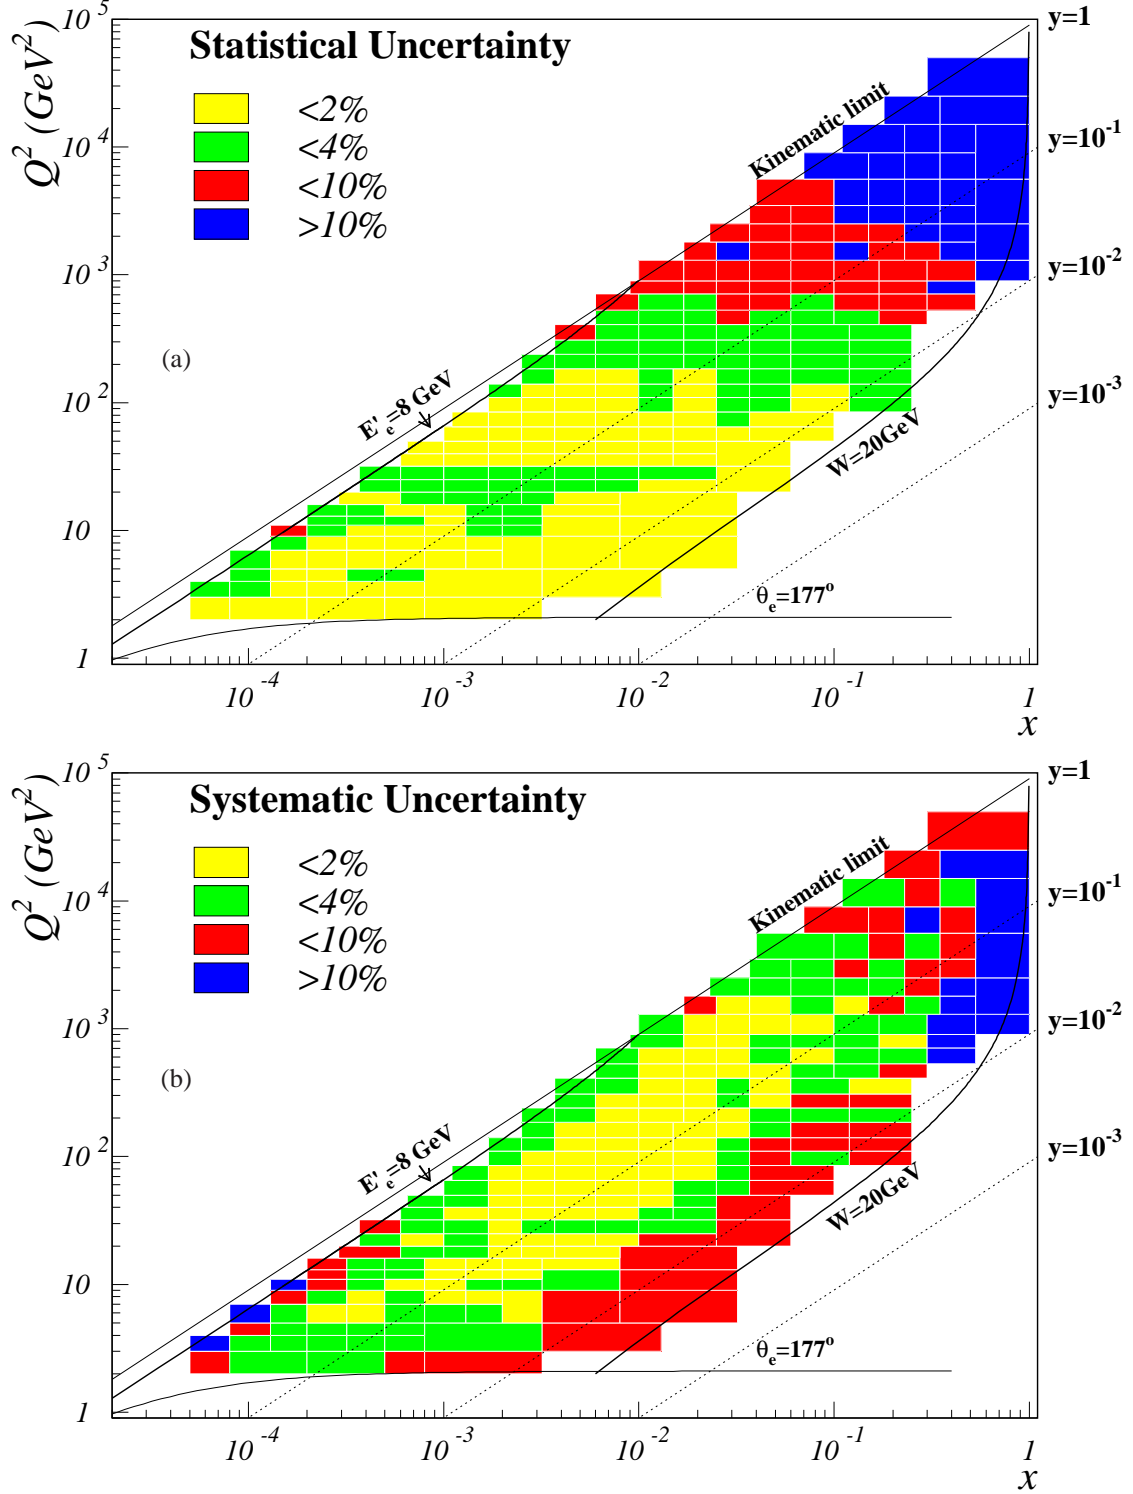 Statistical Uncertainty
<2%
<4%
<10%
>10%
Q² (GeV²)
10⁵
10⁴
10³
10²
10
1
y=1
y=10⁻¹
y=10⁻²
y=10⁻³
Kinematic limit
E'ₑ=8 GeV
W=20GeV
θₑ=177°
(a)
10⁻⁴
10⁻³
10⁻²
10⁻¹
1
x
Systematic Uncertainty
<2%
<4%
<10%
>10%
Q² (GeV²)
10⁵
10⁴
10³
10²
10
1
y=1
y=10⁻¹
y=10⁻²
y=10⁻³
Kinematic limit
E'ₑ=8 GeV
W=20GeV
θₑ=177°
(b)
10⁻⁴
10⁻³
10⁻²
10⁻¹
1
x